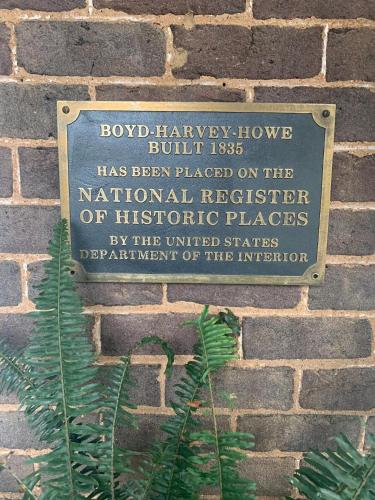 BOYD-HARVEY-HOWE
BUILT 1835
HAS BEEN PLACED ON THE
NATIONAL REGISTER
OF HISTORIC PLACES
BY THE UNITED STATES
DEPARTMENT OF THE INTERIOR